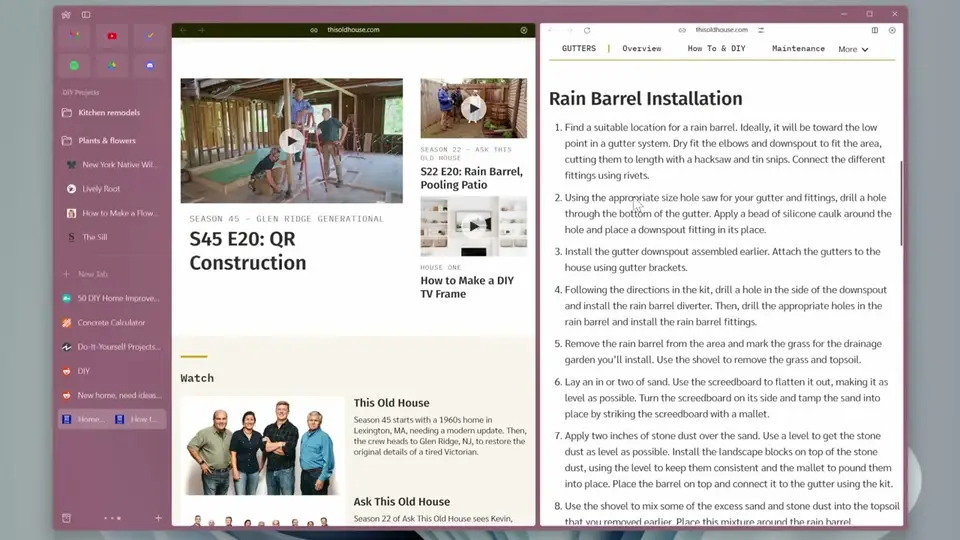 DIY Projects
Kitchen remodels
Plants & flowers
New York Native Wil...
Lively Root
How to Make a Flow...
The Sill
New Tab
50 DIY Home Improve...
Concrete Calculator
Do-It-Yourself Projects...
DIY
New home, need ideas...
Home...
How t...
thisoldhouse.com
SEASON 45 – GLEN RIDGE GENERATIONAL
S45 E20: QR
Construction
SEASON 22 – ASK THIS
OLD HOUSE
S22 E20: Rain Barrel,
Pooling Patio
HOUSE ONE
How to Make a DIY
TV Frame
Watch
This Old House
Season 45 starts with a 1960s home in
Lexington, MA, needing a modern update. Then,
the crew heads to Glen Ridge, NJ, to restore the
original details of a tired Victorian.
Ask This Old House
Season 22 of Ask This Old House sees Kevin,
thisoldhouse.com
GUTTERS | Overview How To & DIY Maintenance More
Rain Barrel Installation
1. Find a suitable location for a rain barrel. Ideally, it will be toward the low
point in a gutter system. Dry fit the elbows and downspout to fit the area,
cutting them to length with a hacksaw and tin snips. Connect the different
fittings using rivets.
2. Using the appropriate size hole saw for your gutter and fittings, drill a hole
through the bottom of the gutter. Apply a bead of silicone caulk around the
hole and place a downspout fitting in its place.
3. Install the gutter downspout assembled earlier. Attach the gutters to the
house using gutter brackets.
4. Following the directions in the kit, drill a hole in the side of the downspout
and install the rain barrel diverter. Then, drill the appropriate holes in the
rain barrel and install the rain barrel fittings.
5. Remove the rain barrel from the area and mark the grass for the drainage
garden you'll install. Use the shovel to remove the grass and topsoil.
6. Lay an in or two of sand. Use the screedboard to flatten it out, making it as
level as possible. Turn the screedboard on its side and tamp the sand into
place by striking the screedboard with a mallet.
7. Apply two inches of stone dust over the sand. Use a level to get the stone
dust as level as possible. Install the landscape blocks on top of the stone
dust, using the level to keep them consistent and the mallet to pound them
into place. Place the barrel on top and connect it to the gutter using the kit.
8. Use the shovel to mix some of the excess sand and stone dust into the topsoil
that you removed earlier. Place this mixture around the rain barrel